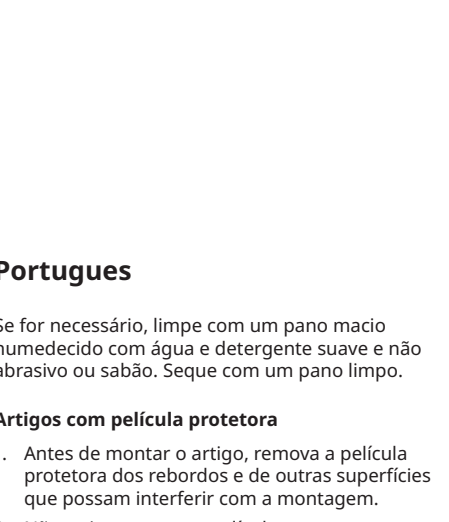 Portugues
Se for necessário, limpe com um pano macio
humedecido com água e detergente suave e não
abrasivo ou sabão. Seque com um pano limpo.
Artigos com película protetora
. Antes de montar o artigo, remova a película
protetora dos rebordos e de outras superfícies
que possam interferir com a montagem.